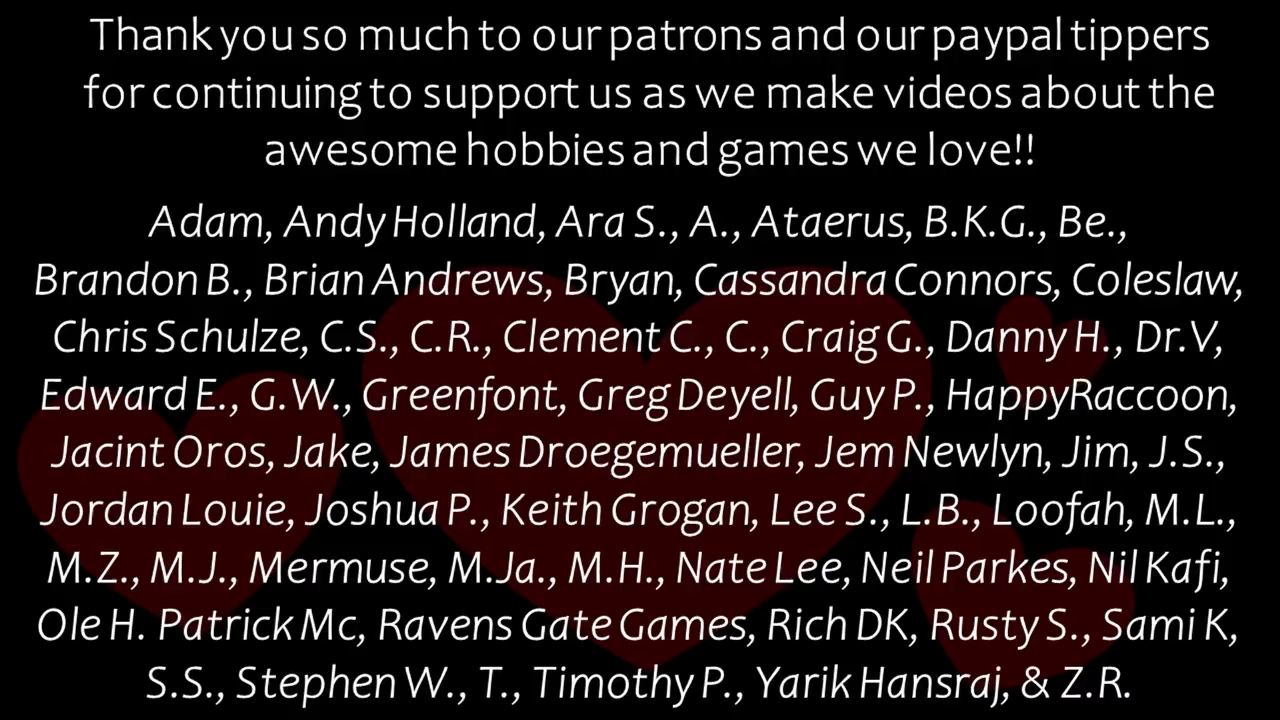 Thank you so much to our patrons and our paypal tippers
for continuing to support us as we make videos about the
awesome hobbies and games we love!!
Adam, Andy Holland, Ara S., A., Ataerus, B.K.G., Be.,
Brandon B., Brian Andrews, Bryan, Cassandra Connors, Coleslaw,
Chris Schulze, C.S., C.R., Clement C., C., Craig G., Danny H., Dr.V,
Edward E., G.W., Greenfont, Greg Deyell, Guy P., HappyRaccoon,
Jacint Oros, Jake, James Droegemueller, Jem Newlyn, Jim, J.S.,
Jordan Louie, Joshua P., Keith Grogan, Lee S., L.B., Loofah, M.L.,
M.Z., M.J., Mermuse, M.Ja., M.H., Nate Lee, Neil Parkes, Nil Kafi,
Ole H. Patrick Mc, Ravens Gate Games, Rich DK, Rusty S., Sami K,
S.S., Stephen W., T., Timothy P., Yarik Hansraj, & Z.R.